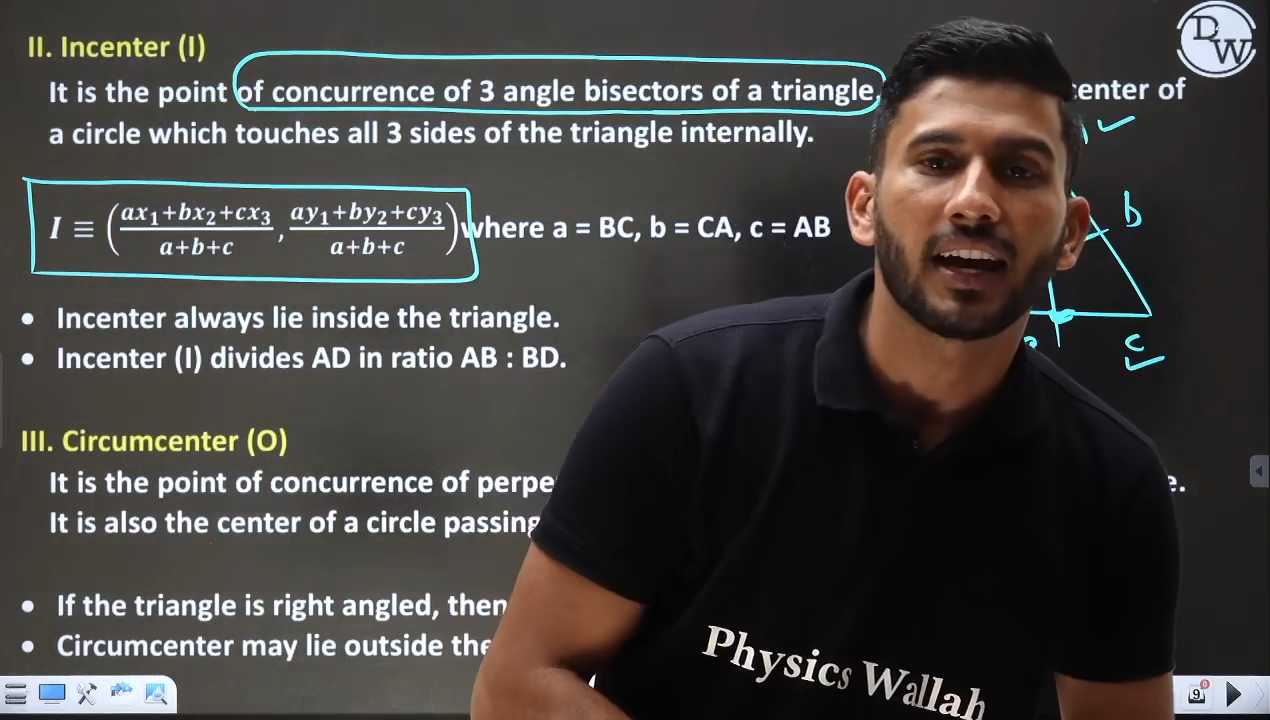 II. Incenter (I)
It is the point of concurrence of 3 angle bisectors of a triangle. center of
a circle which touches all 3 sides of the triangle internally.
I ≡ (ax₁+bx₂+cx₃/a+b+c, ay₁+by₂+cy₃/a+b+c) where a = BC, b = CA, c = AB
b
• Incenter always lie inside the triangle.
• Incenter (I) divides AD in ratio AB : BD.
c
III. Circumcenter (O)
It is the point of concurrence of
It is also the center of a circle passing
• If the triangle is right angled, then
• Circumcenter may lie outside the
Physics Wallah
PW
9